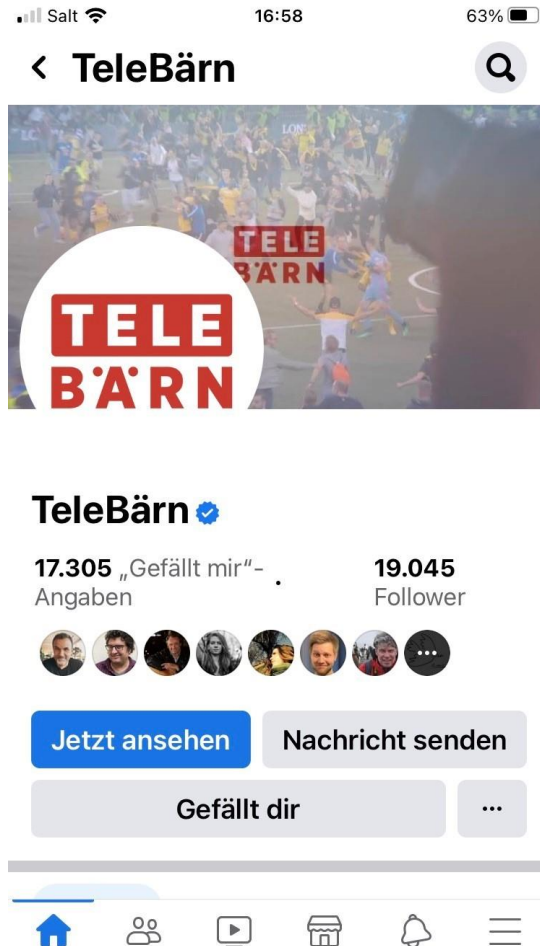 Salt 16:58 63%
TeleBärn
LON
TELE
BÄRN
TELE
BÄRN
TeleBärn
17.305 „Gefällt mir“-
Angaben
19.045
Follower
Jetzt ansehen
Nachricht senden
Gefällt dir